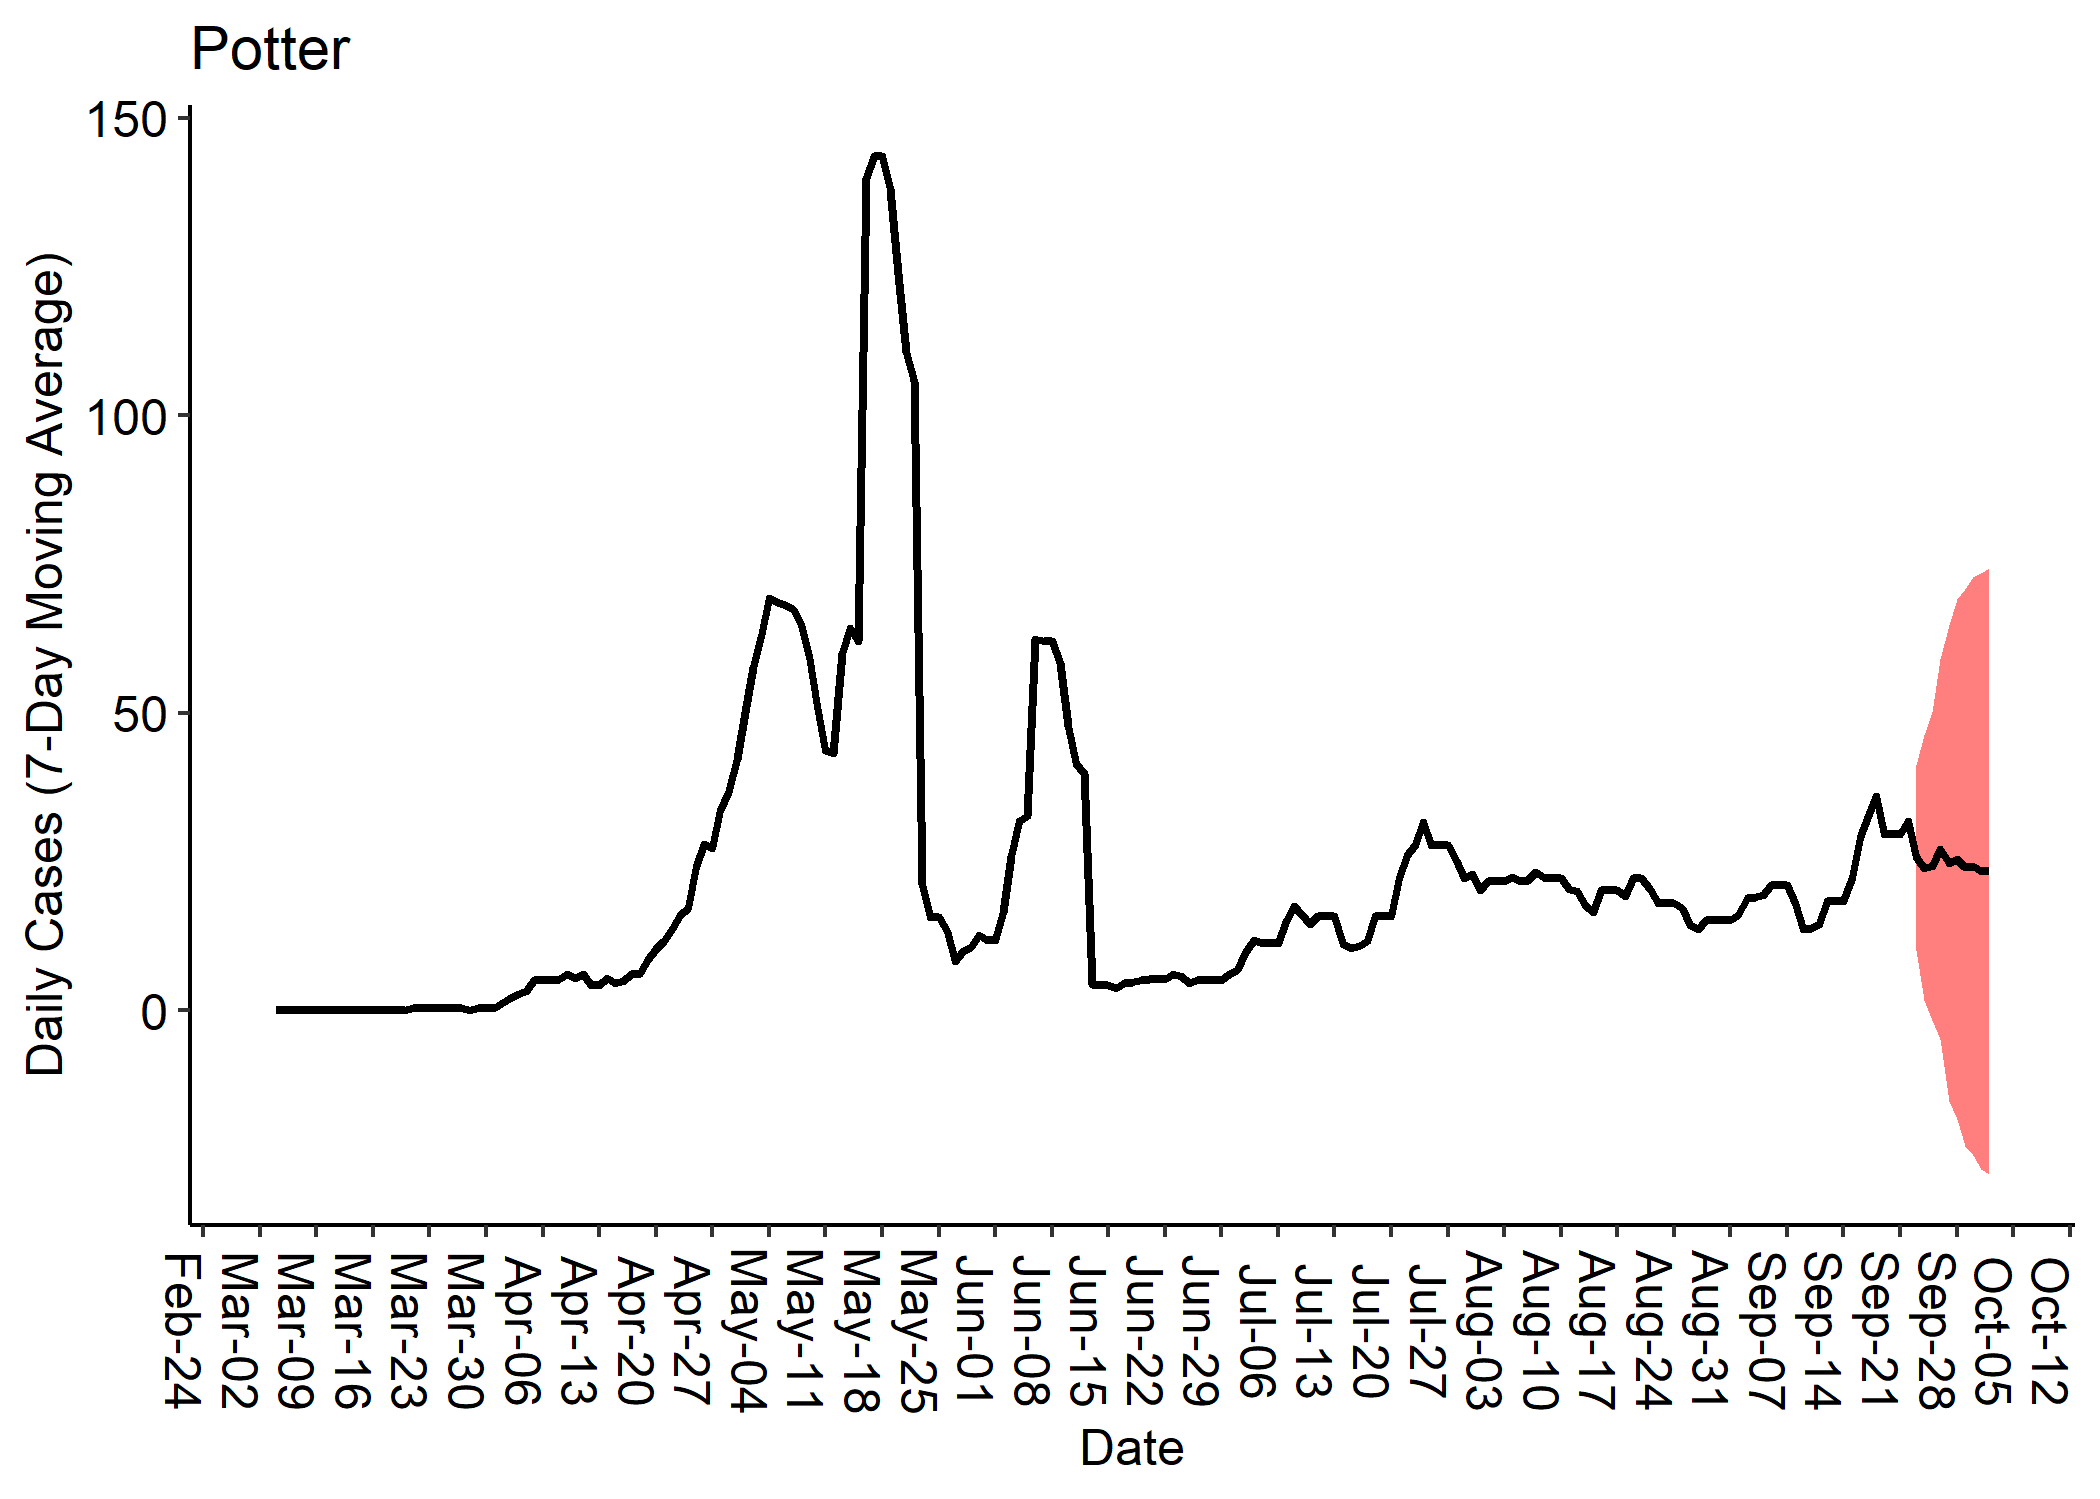 Potter
150
100
50
0
Daily Cases (7-Day Moving Average)
Feb-24
Mar-02
Mar-09
Mar-16
Mar-23
Mar-30
Apr-06
Apr-13
Apr-20
Apr-27
May-04
May-11
May-18
May-25
Jun-01
Jun-08
Jun-15
Jun-22
Jun-29
Jul-06
Jul-13
Jul-20
Jul-27
Aug-03
Aug-10
Aug-17
Aug-24
Aug-31
Sep-07
Sep-14
Sep-21
Sep-28
Oct-05
Oct-12
Date